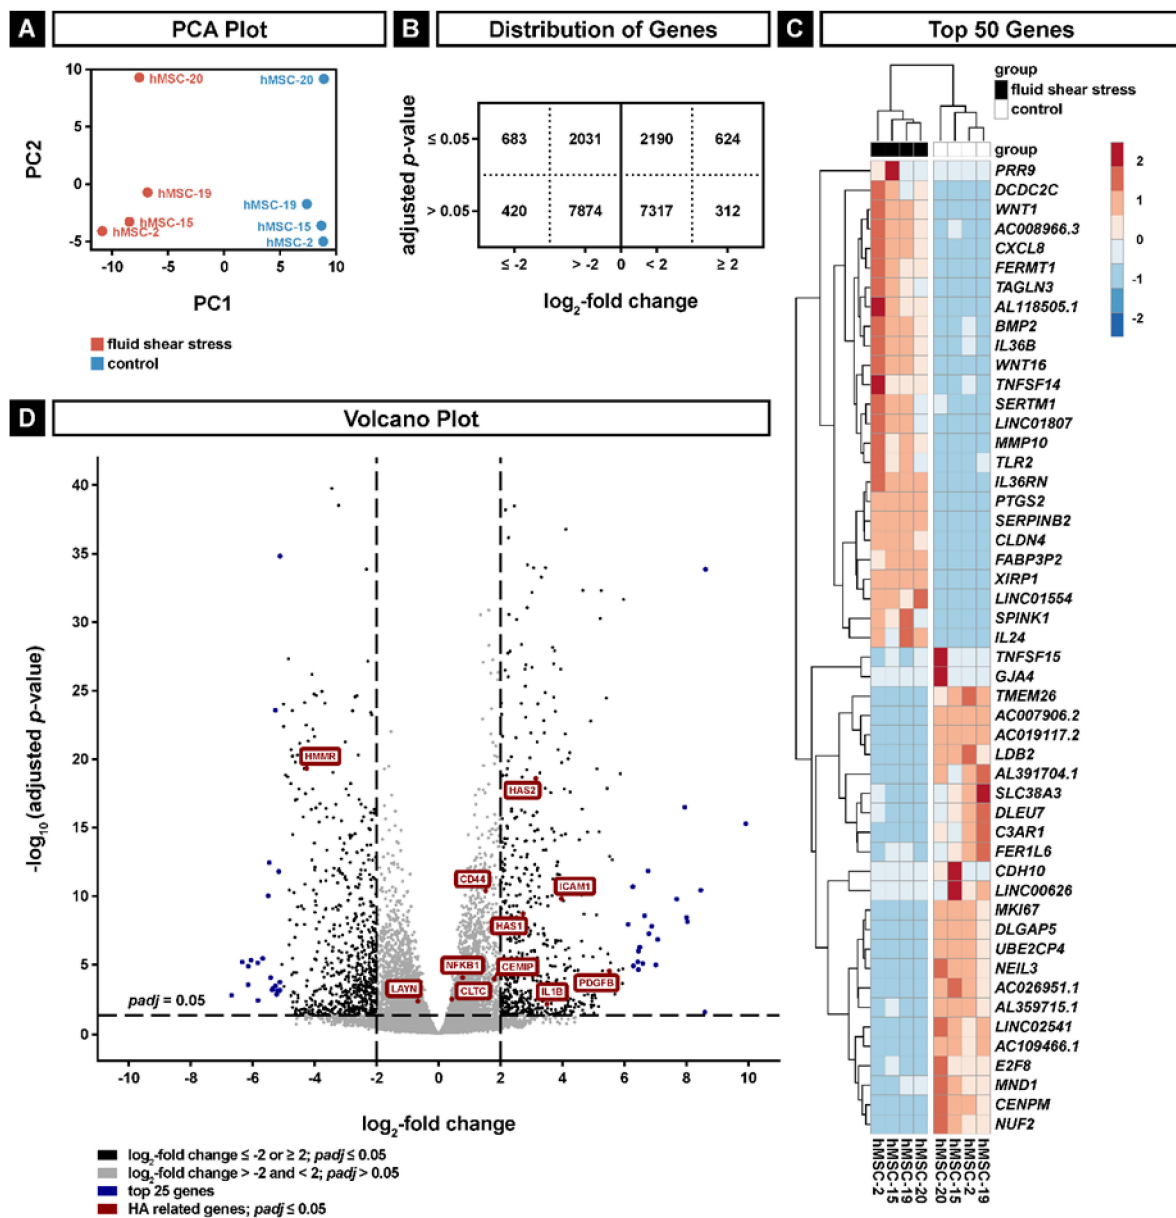 A
PCA Plot
10
5
0
-5
-10
-5
0
5
10
PC2
PC1
hMSC-20
hMSC-20
hMSC-19
hMSC-19
hMSC-15
hMSC-15
hMSC-2
hMSC-2
fluid shear stress
control
B
Distribution of Genes
adjusted p-value
≤ 0.05
683
2031
2190
624
> 0.05
420
7874
7317
312
≤ -2
> -2
0
< 2
≥ 2
log2-fold change
C
Top 50 Genes
group
fluid shear stress
control
group
2
1
0
-1
-2
PRR9
DCDC2C
WNT1
AC008966.3
CXCL8
FERMT1
TAGLN3
AL118505.1
BMP2
IL36B
WNT16
TNFSF14
SERTM1
LINC01807
MMP10
TLR2
IL36RN
PTGS2
SERPINB2
CLDN4
FABP3P2
XIRP1
LINC01554
SPINK1
IL24
TNFSF15
GJA4
TMEM26
AC007906.2
AC019117.2
LDB2
AL391704.1
SLC38A3
DLEU7
C3AR1
FER1L6
CDH10
LINC00626
MKI67
DLGAP5
UBE2CP4
NEIL3
AC026951.1
AL359715.1
LINC02541
AC109466.1
E2F8
MND1
CENPM
NUF2
hMSC-2
hMSC-15
hMSC-19
hMSC-20
hMSC-20
hMSC-15
hMSC-2
hMSC-19
D
Volcano Plot
-log10 (adjusted p-value)
40
35
30
25
20
15
10
5
0
HMMR
HAS2
CD44
ICAM1
HAS1
NFKB1
CEMIP
LAYN
CLTC
IL1B
PDGFB
padj = 0.05
-10
-8
-6
-4
-2
0
2
4
6
8
10
log2-fold change
log2-fold change ≤ -2 or ≥ 2; padj ≤ 0.05
log2-fold change > -2 and < 2; padj > 0.05
top 25 genes
HA related genes; padj ≤ 0.05